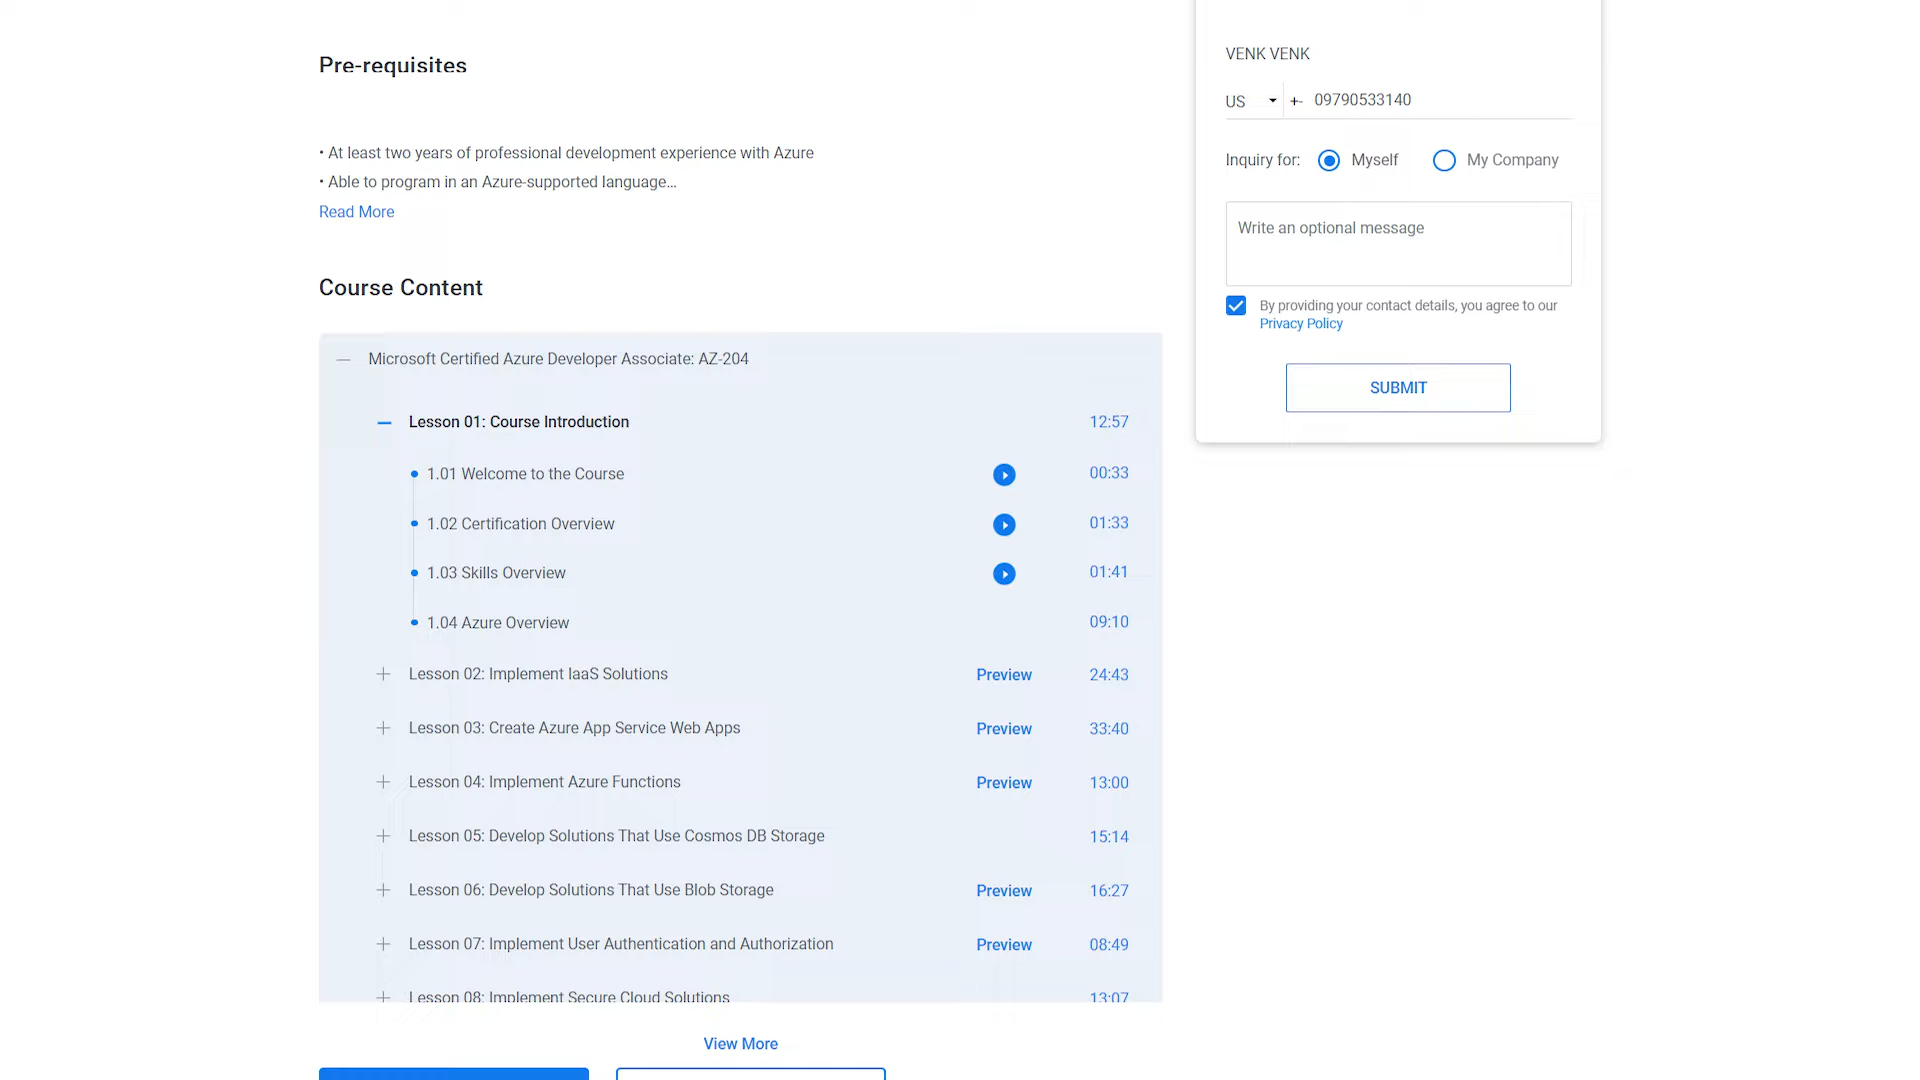 Pre-requisites
• At least two years of professional development experience with Azure
• Able to program in an Azure-supported language...
Read More
Course Content
Microsoft Certified Azure Developer Associate: AZ-204
Lesson 01: Course Introduction 12:57
1.01 Welcome to the Course 00:33
1.02 Certification Overview 01:33
1.03 Skills Overview 01:41
1.04 Azure Overview 09:10
Lesson 02: Implement IaaS Solutions Preview 24:43
Lesson 03: Create Azure App Service Web Apps Preview 33:40
Lesson 04: Implement Azure Functions Preview 13:00
Lesson 05: Develop Solutions That Use Cosmos DB Storage 15:14
Lesson 06: Develop Solutions That Use Blob Storage Preview 16:27
Lesson 07: Implement User Authentication and Authorization Preview 08:49
Lesson 08: Implement Secure Cloud Solutions 13:07
View More
VENK VENK
US +- 09790533140
Inquiry for: Myself My Company
Write an optional message
By providing your contact details, you agree to our
Privacy Policy
SUBMIT